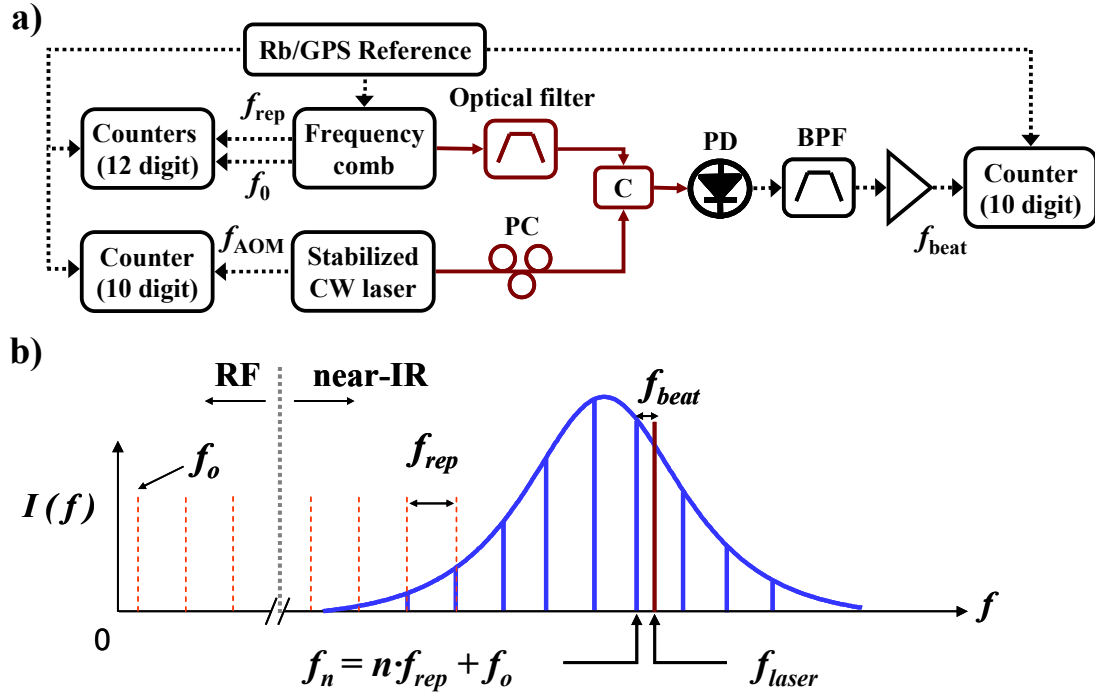 a)
Rb/GPS Reference
f_rep
Optical filter
Counters
(12 digit)
Frequency
comb
f_0
C
PD
BPF
Counter
(10 digit)
f_beat
f_AOM
PC
Counter
(10 digit)
Stabilized
CW laser
b)
RF
near-IR
f_beat
f_o
f_rep
I(f)
f
0
f_n = n·f_rep + f_o
f_laser